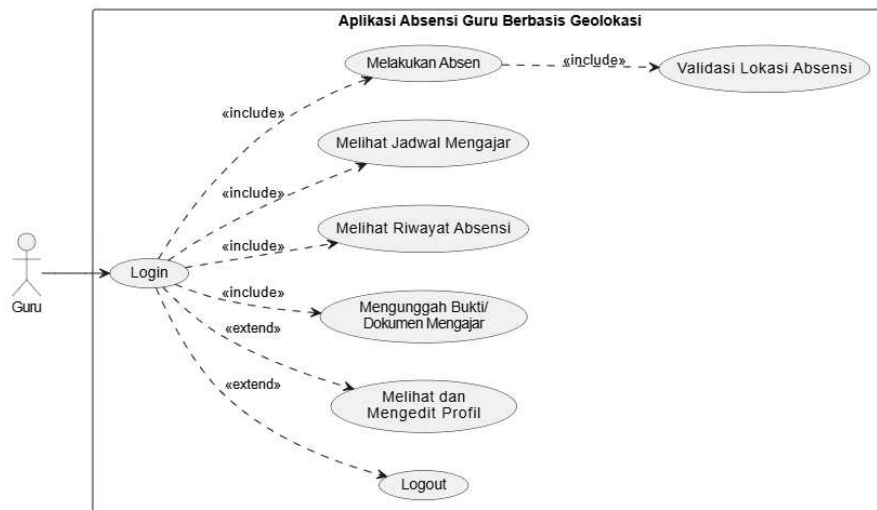 Aplikasi Absensi Guru Berbasis Geolokasi
Melakukan Absen
«include»
Validasi Lokasi Absensi
«include»
Melihat Jadwal Mengajar
«include»
Melihat Riwayat Absensi
«include»
Guru
Login
«include»
Mengunggah Bukti/
Dokumen Mengajar
«extend»
Melihat dan
Mengedit Profil
«extend»
Logout